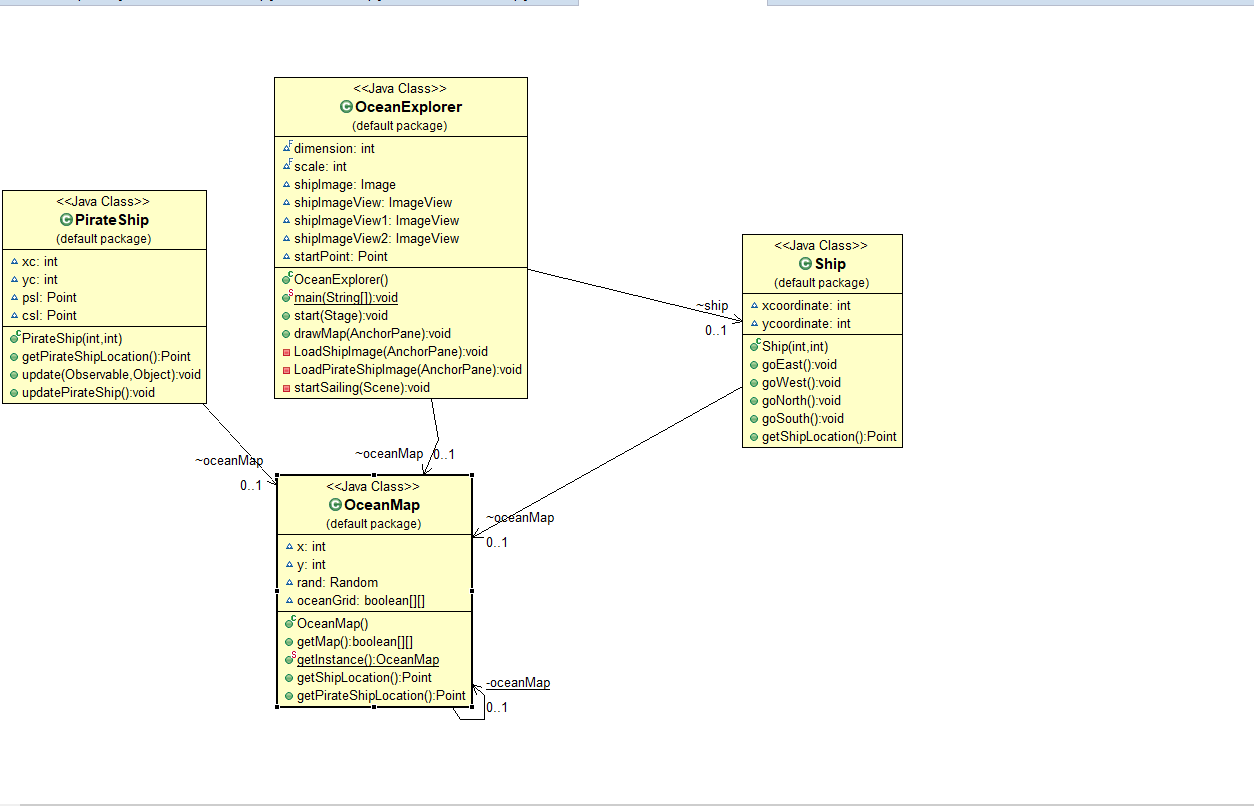 <<Java Class>>
OceanExplorer
(default package)
dimension: int
scale: int
shipImage: Image
shipImageView: ImageView
shipImageView1: ImageView
shipImageView2: ImageView
startPoint: Point
OceanExplorer()
main(String[]):void
start(Stage):void
drawMap(AnchorPane):void
LoadShipImage(AnchorPane):void
LoadPirateShipImage(AnchorPane):void
startSailing(Scene):void
<<Java Class>>
PirateShip
(default package)
xc: int
yc: int
psl: Point
csl: Point
PirateShip(int,int)
getPirateShipLocation():Point
update(Observable,Object):void
updatePirateShip():void
<<Java Class>>
Ship
(default package)
xcoordinate: int
ycoordinate: int
Ship(int,int)
goEast():void
goWest():void
goNorth():void
goSouth():void
getShipLocation():Point
~ship
0..1
~oceanMap
0..1
~oceanMap
0..1
~oceanMap
0..1
<<Java Class>>
OceanMap
(default package)
x: int
y: int
rand: Random
oceanGrid: boolean[][]
OceanMap()
getMap():boolean[][]
getInstance():OceanMap
getShipLocation():Point
getPirateShipLocation():Point
-oceanMap
0..1